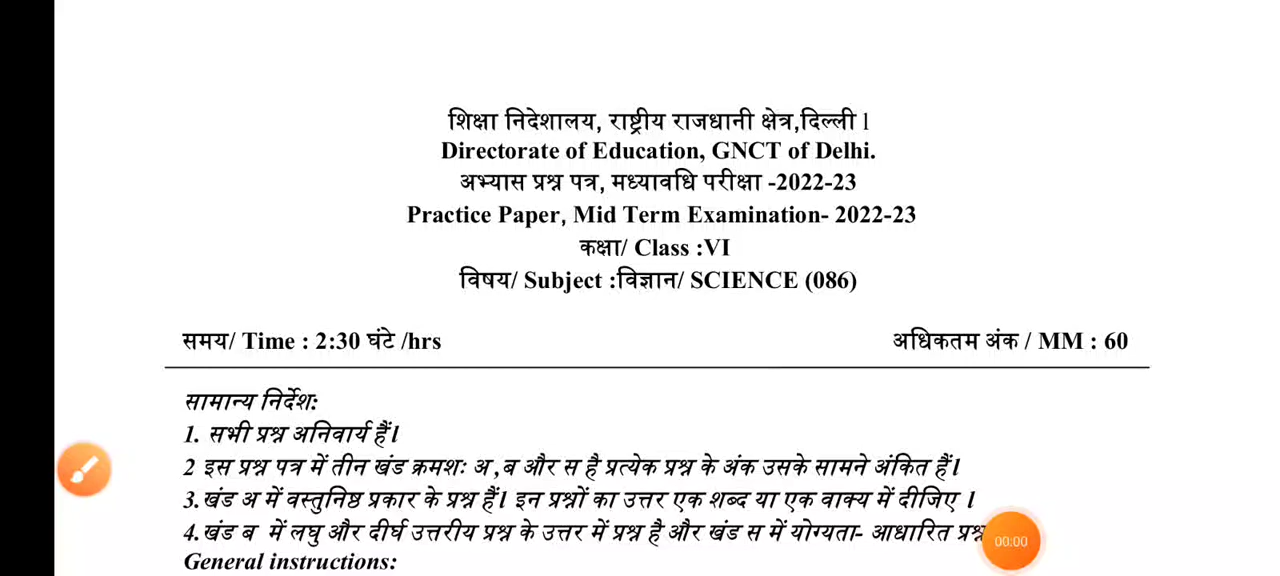 शिक्षा निदेशालय, राष्ट्रीय राजधानी क्षेत्र,दिल्ली l
Directorate of Education, GNCT of Delhi.
अभ्यास प्रश्न पत्र, मध्यावधि परीक्षा -2022-23
Practice Paper, Mid Term Examination- 2022-23
कक्षा/ Class :VI
विषय/ Subject :विज्ञान/ SCIENCE (086)
समय/ Time : 2:30 घंटे /hrs अधिकतम अंक / MM : 60
सामान्य निर्देश:
1. सभी प्रश्न अनिवार्य हैं।
2 इस प्रश्न पत्र में तीन खंड क्रमशः अ ,ब और स है प्रत्येक प्रश्न के अंक उसके सामने अंकित हैं।
3. खंड अ में वस्तुनिष्ठ प्रकार के प्रश्न हैं। इन प्रश्नों का उत्तर एक शब्द या एक वाक्य में दीजिए ।
4. खंड ब में लघु और दीर्घ उत्तरीय प्रश्न के उत्तर में प्रश्न है और खंड स में योग्यता- आधारित प्रश्न
00:00
General instructions: